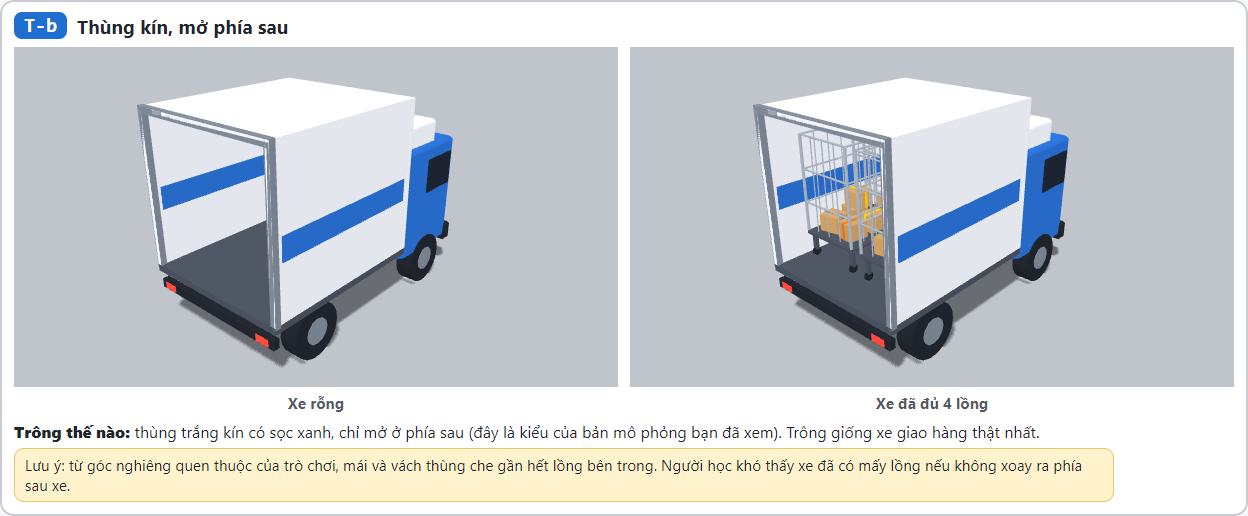 T-b Thùng kín, mở phía sau
Xe rỗng
Xe đã đủ 4 lồng
Trông thế nào: thùng trắng kín có sọc xanh, chỉ mở ở phía sau (đây là kiểu của bản mô phỏng bạn đã xem). Trông giống xe giao hàng thật nhất.
Lưu ý: từ góc nghiêng quen thuộc của trò chơi, mái và vách thùng che gần hết lồng bên trong. Người học khó thấy xe đã có mấy lồng nếu không xoay ra phía
sau xe.